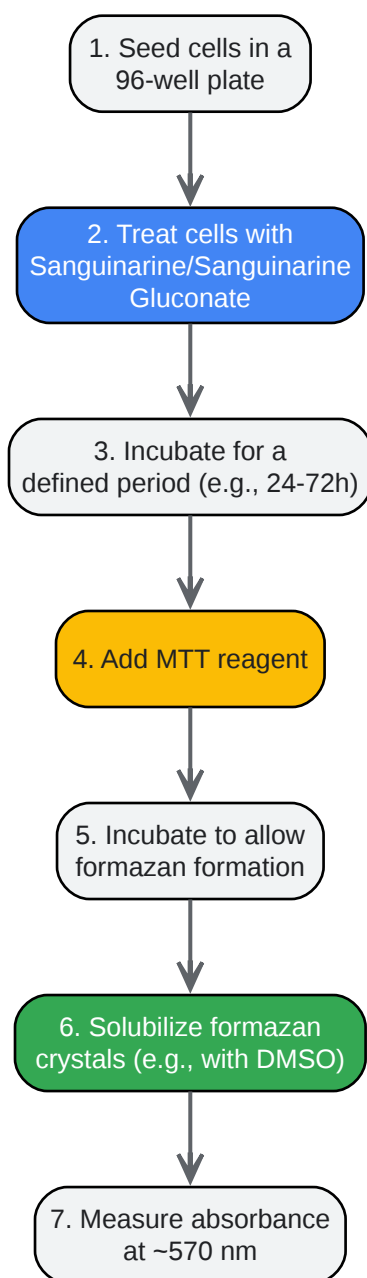 1. Seed cells in a
96-well plate
2. Treat cells with
Sanguinarine/Sanguinarine
Gluconate
3. Incubate for a
defined period (e.g., 24-72h)
4. Add MTT reagent
5. Incubate to allow
formazan formation
6. Solubilize formazan
crystals (e.g., with DMSO)
7. Measure absorbance
at ~570 nm